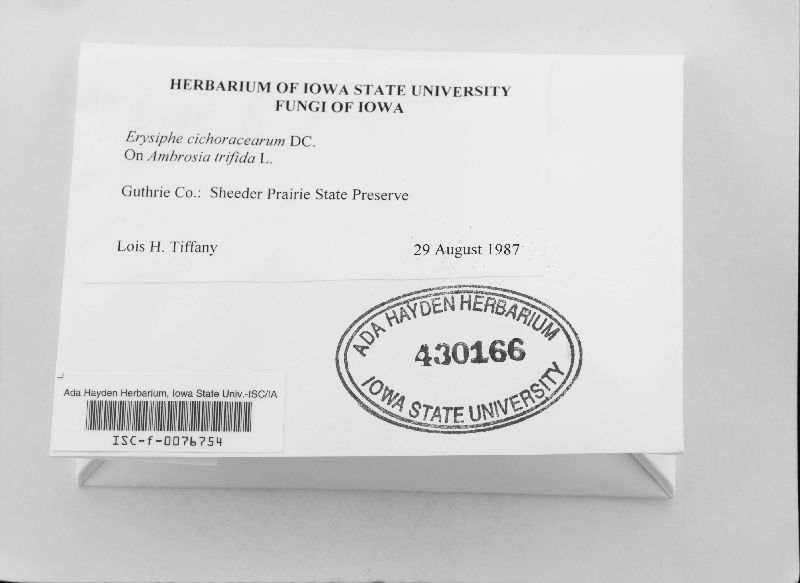 HERBARIUM OF IOWA STATE UNIVERSITY
FUNGI OF IOWA
Erysiphe cichoracearum DC.
On Ambrosia trifida L.
Guthrie Co.: Sheeder Prairie State Preserve
Lois H. Tiffany 29 August 1987
ADA HAYDEN HERBARIUM
430166
IOWA STATE UNIVERSITY
Ada Hayden Herbarium, Iowa State Univ.-ISC/IA
ISC-f-0076754